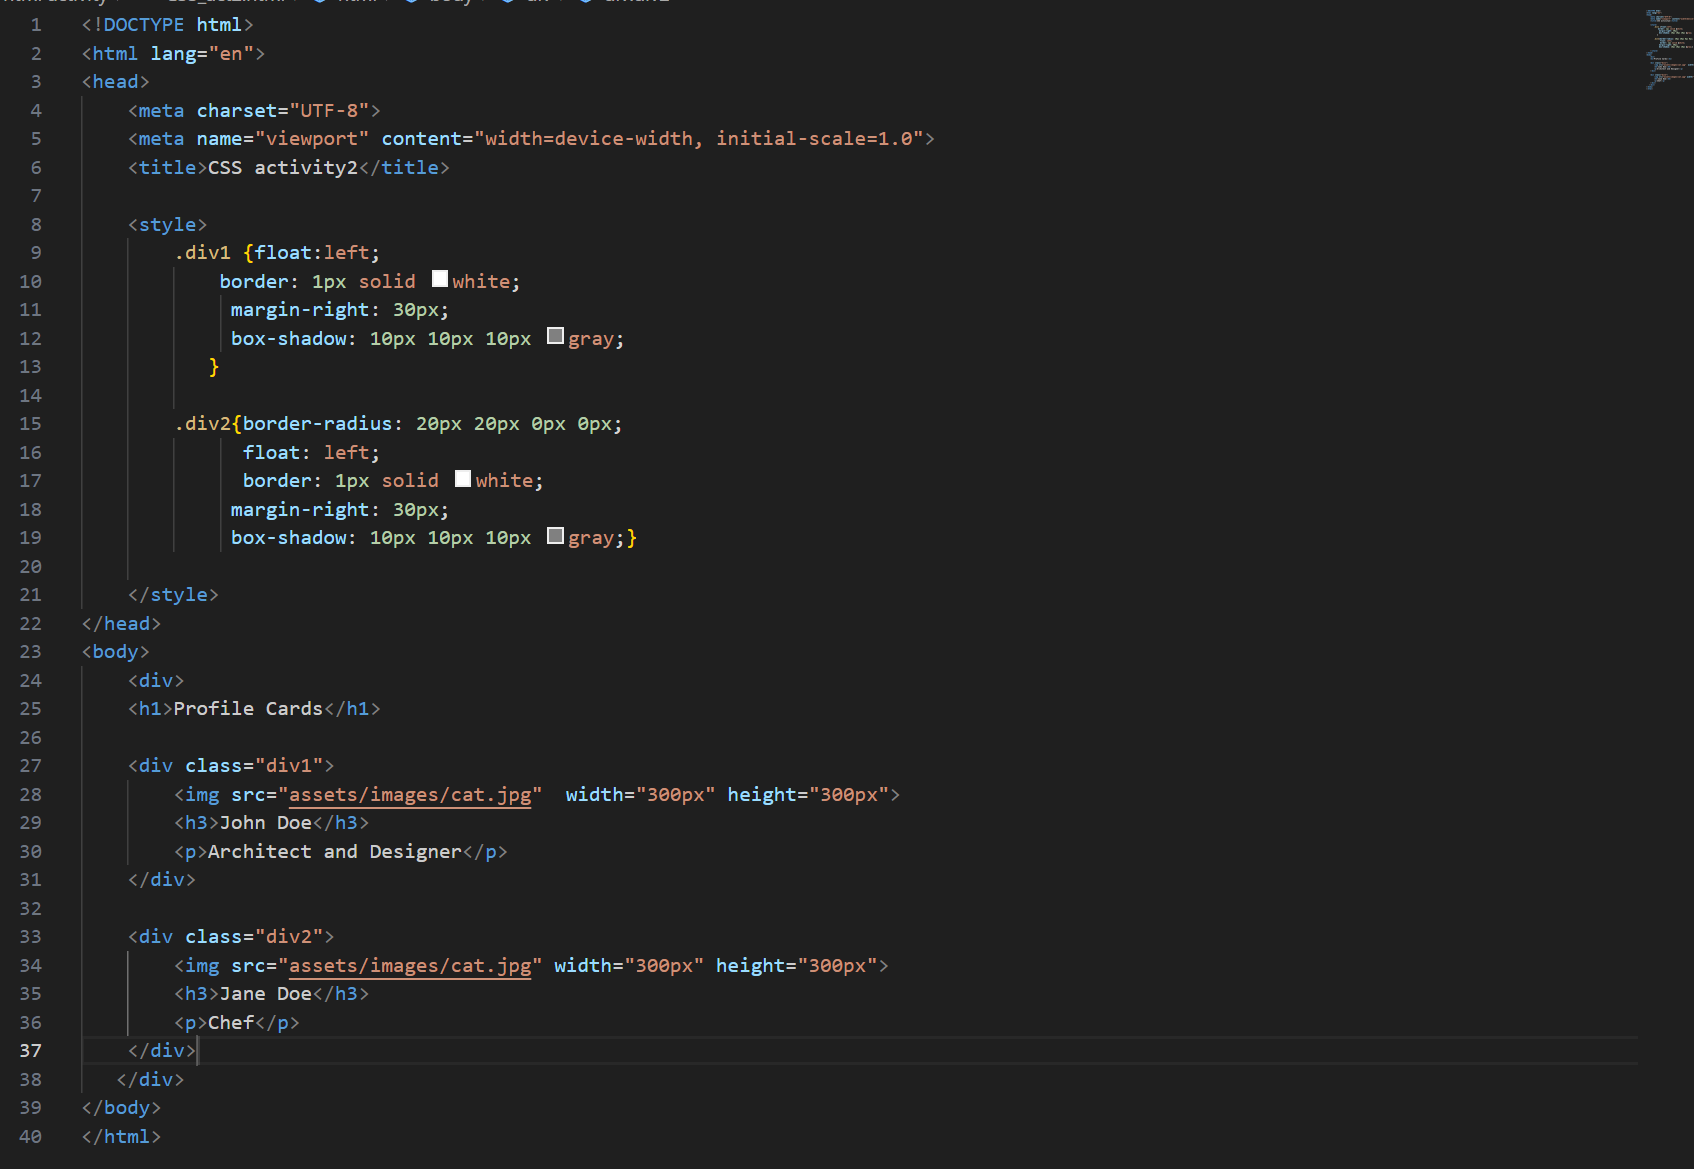 1 <!DOCTYPE html>
2 <html lang="en">
3 <head>
4     <meta charset="UTF-8">
5     <meta name="viewport" content="width=device-width, initial-scale=1.0">
6     <title>CSS activity2</title>
7
8     <style>
9         .div1 {float:left;
10             border: 1px solid white;
11              margin-right: 30px;
12              box-shadow: 10px 10px 10px gray;
13            }
14
15         .div2{border-radius: 20px 20px 0px 0px;
16               float: left;
17               border: 1px solid white;
18              margin-right: 30px;
19              box-shadow: 10px 10px 10px gray;}
20
21     </style>
22 </head>
23 <body>
24     <div>
25     <h1>Profile Cards</h1>
26
27     <div class="div1">
28         <img src="assets/images/cat.jpg"  width="300px" height="300px">
29         <h3>John Doe</h3>
30         <p>Architect and Designer</p>
31     </div>
32
33     <div class="div2">
34         <img src="assets/images/cat.jpg" width="300px" height="300px">
35         <h3>Jane Doe</h3>
36         <p>Chef</p>
37     </div>
38    </div>
39 </body>
40 </html>